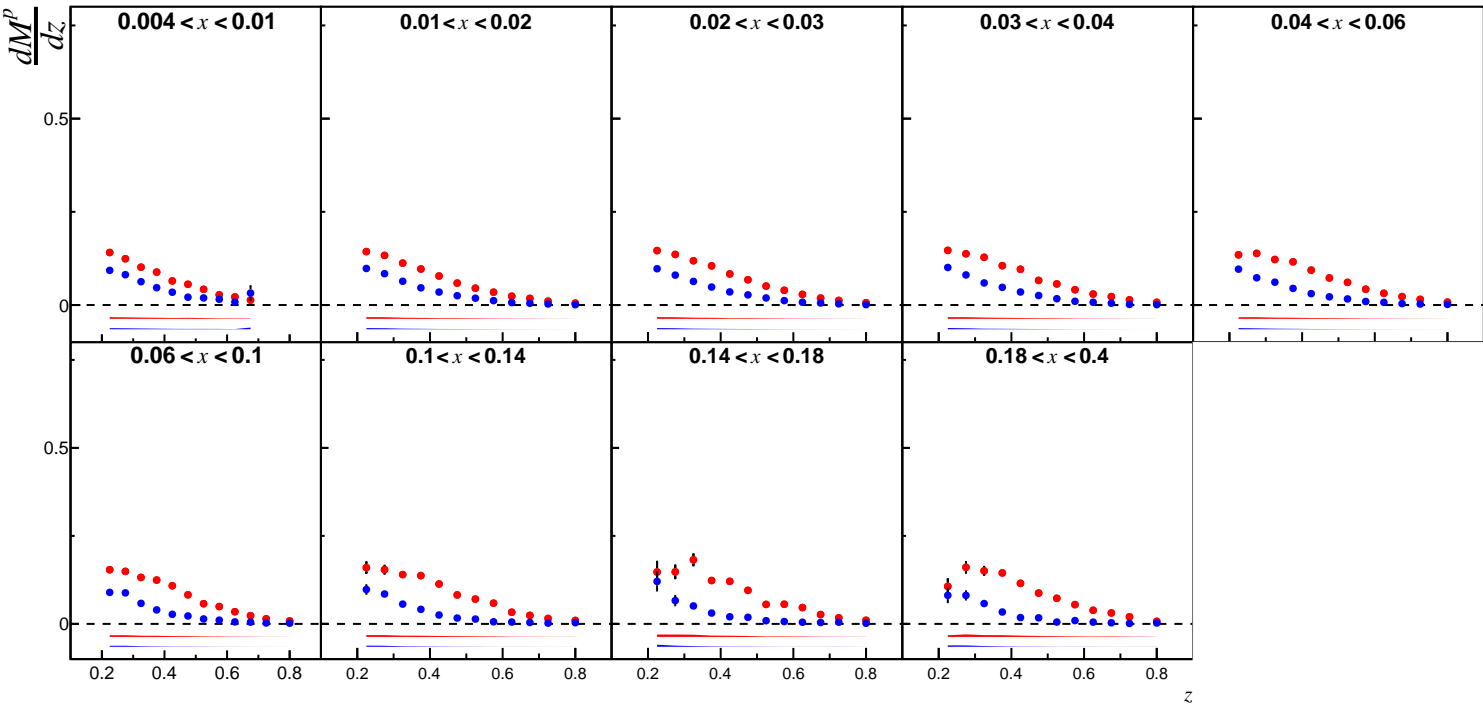 dM^p
dz
0.004 < x < 0.01
0.01 < x < 0.02
0.02 < x < 0.03
0.03 < x < 0.04
0.04 < x < 0.06
0.5
0
0.06 < x < 0.1
0.1 < x < 0.14
0.14 < x < 0.18
0.18 < x < 0.4
0.5
0
0.2 0.4 0.6 0.8 0.2 0.4 0.6 0.8 0.2 0.4 0.6 0.8 0.2 0.4 0.6 0.8
z